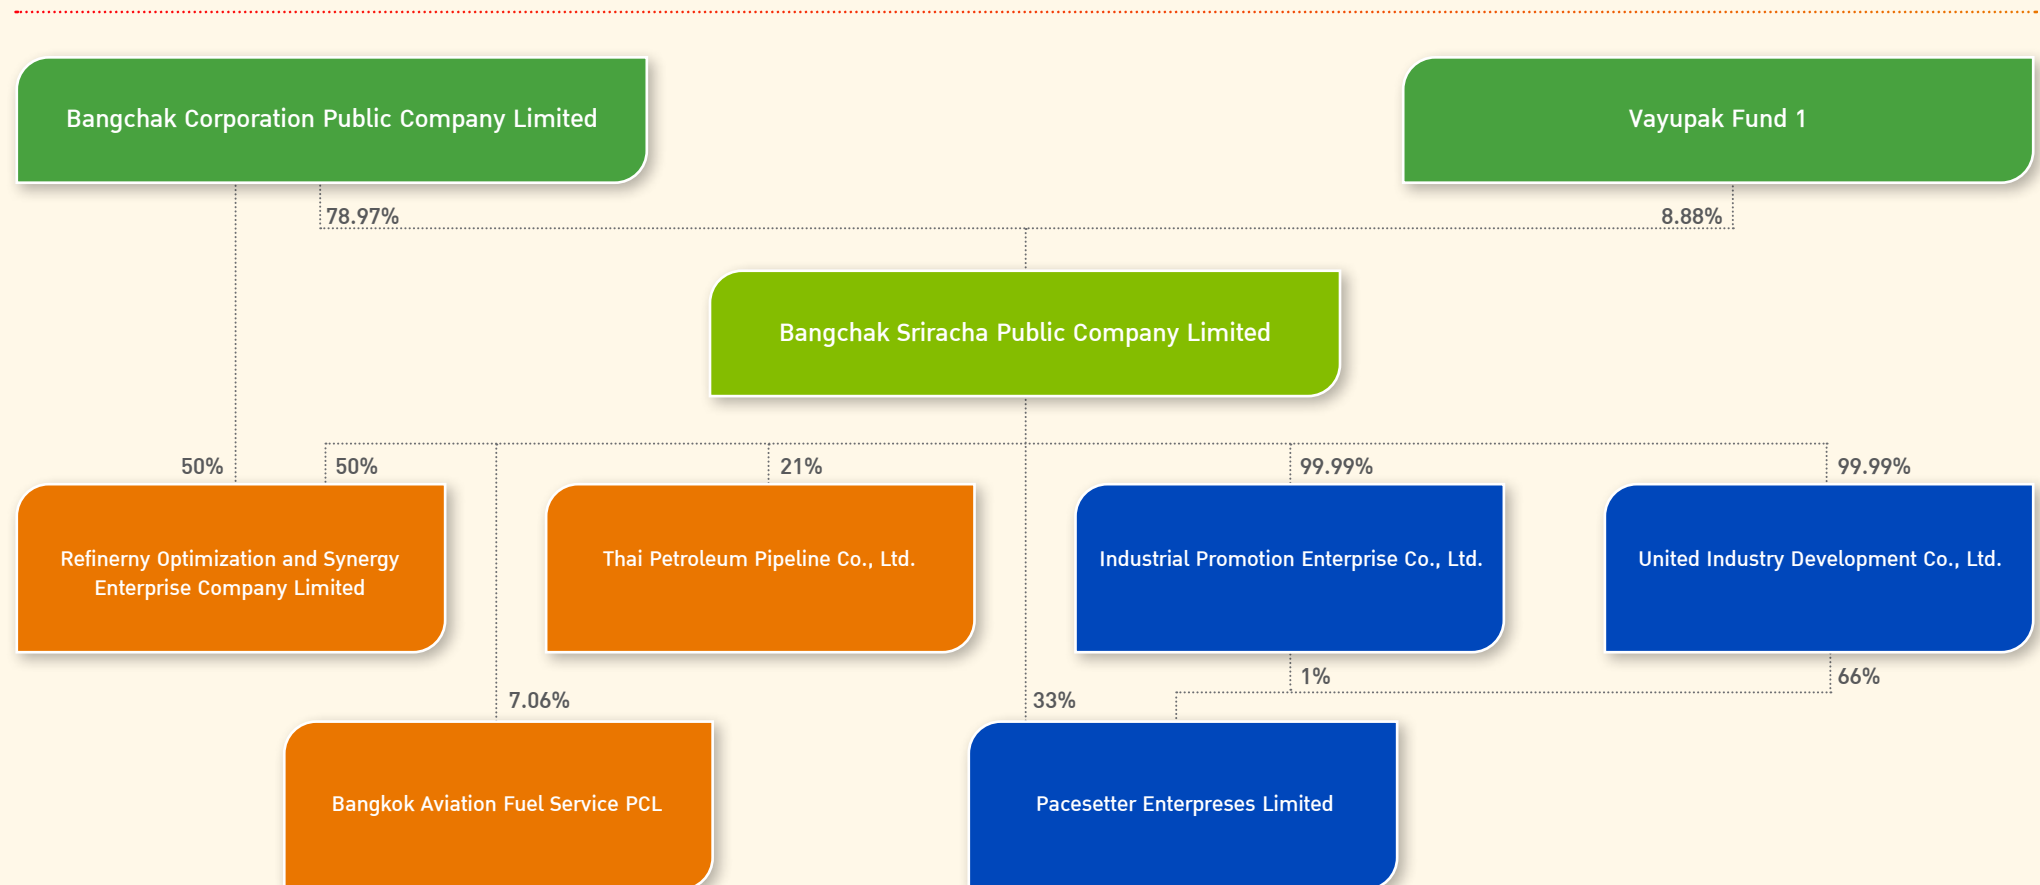 Bangchak Corporation Public Company Limited
Vayupak Fund 1
78.97%
8.88%
Bangchak Sriracha Public Company Limited
50%
50%
21%
99.99%
99.99%
Refinerny Optimization and Synergy
Enterprise Company Limited
Thai Petroleum Pipeline Co., Ltd.
Industrial Promotion Enterprise Co., Ltd.
United Industry Development Co., Ltd.
1%
66%
7.06%
33%
Bangkok Aviation Fuel Service PCL
Pacesetter Enterpreses Limited